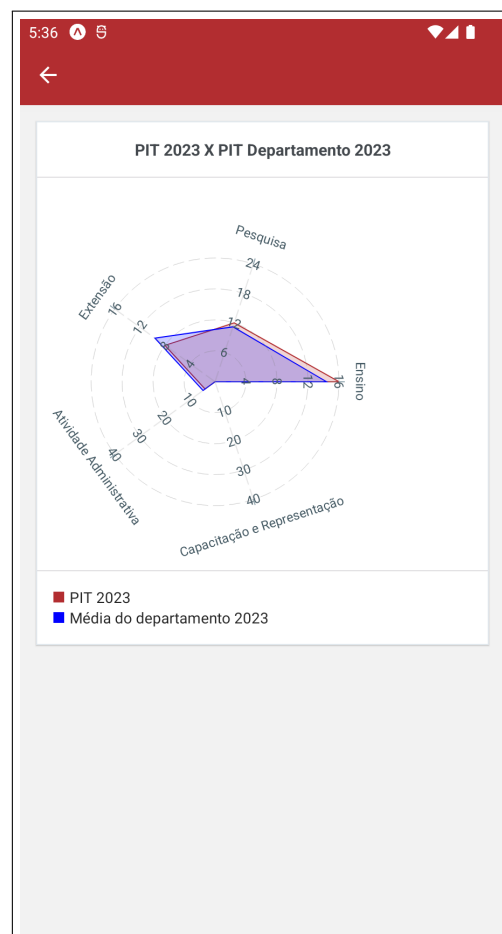 5:36
PIT 2023 X PIT Departamento 2023
Pesquisa
24
18
12
6
Extensão
16
12
8
4
Ensino
4
8
12
16
Atividade Administrativa
10
20
30
40
10
20
30
40
Capacitação e Representação
PIT 2023
Média do departamento 2023